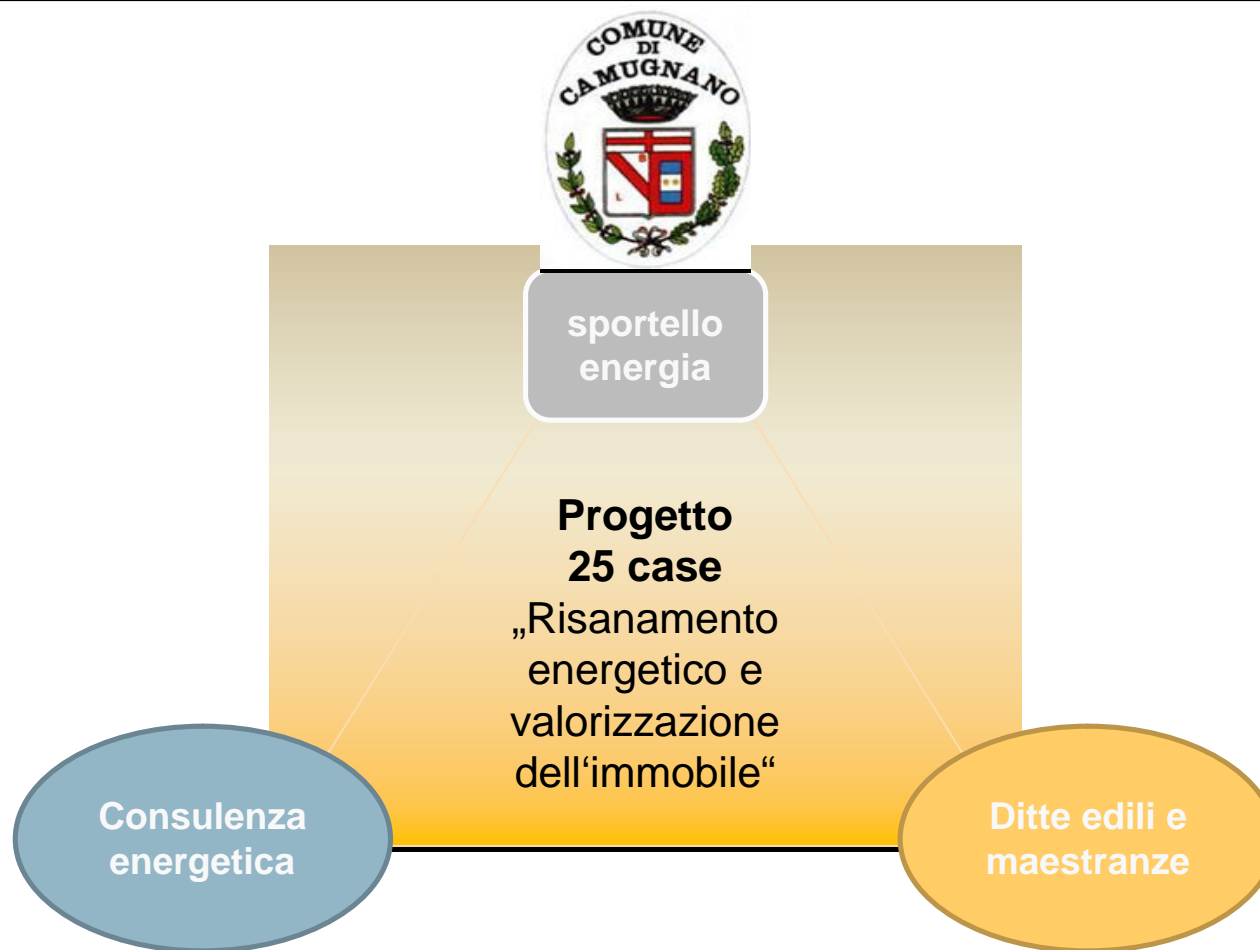 COMUNE
DI
CAMUGNANO
L
sportello
energia
Progetto
25 case
„Risanamento
energetico e
valorizzazione
dell‘immobile“
Consulenza
energetica
Ditte edili e
maestranze